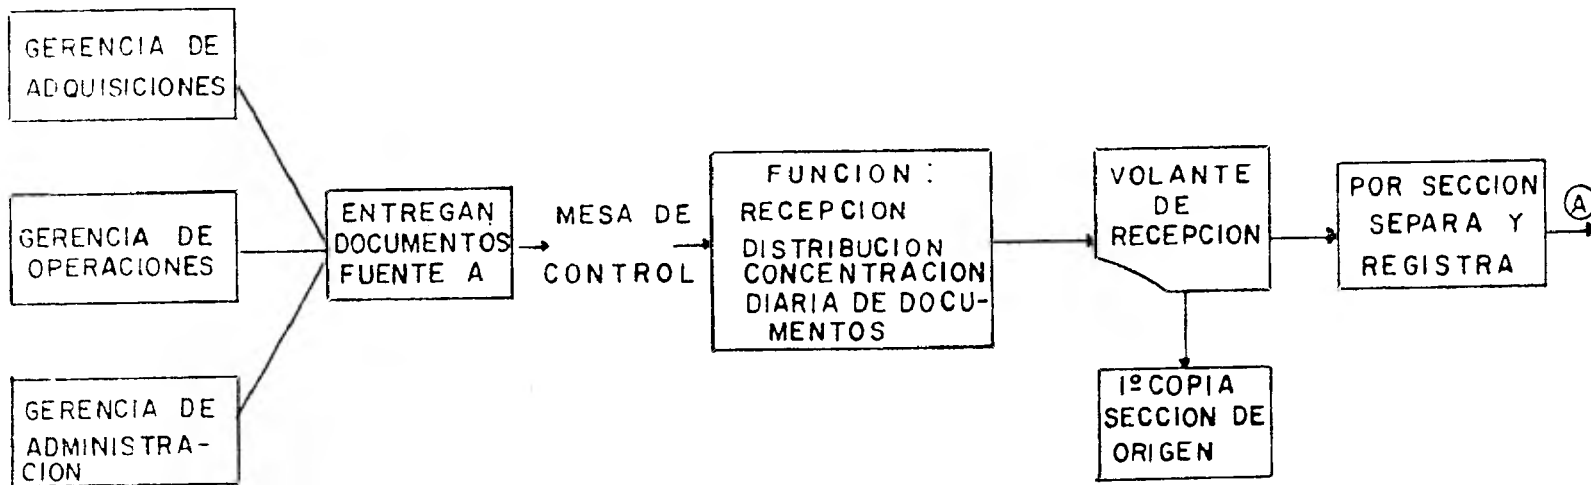 GERENCIA DE
ADQUISICIONES
GERENCIA DE
OPERACIONES
GERENCIA DE
ADMINISTRA-
CION
ENTREGAN
DOCUMENTOS
FUENTE A
MESA DE
CONTROL
FUNCION :
RECEPCION
DISTRIBUCION
CONCENTRACION
DIARIA DE DOCU-
MENTOS
VOLANTE
DE
RECEPCION
1º COPIA
SECCION DE
ORIGEN
POR SECCION
SEPARA Y
REGISTRA
A